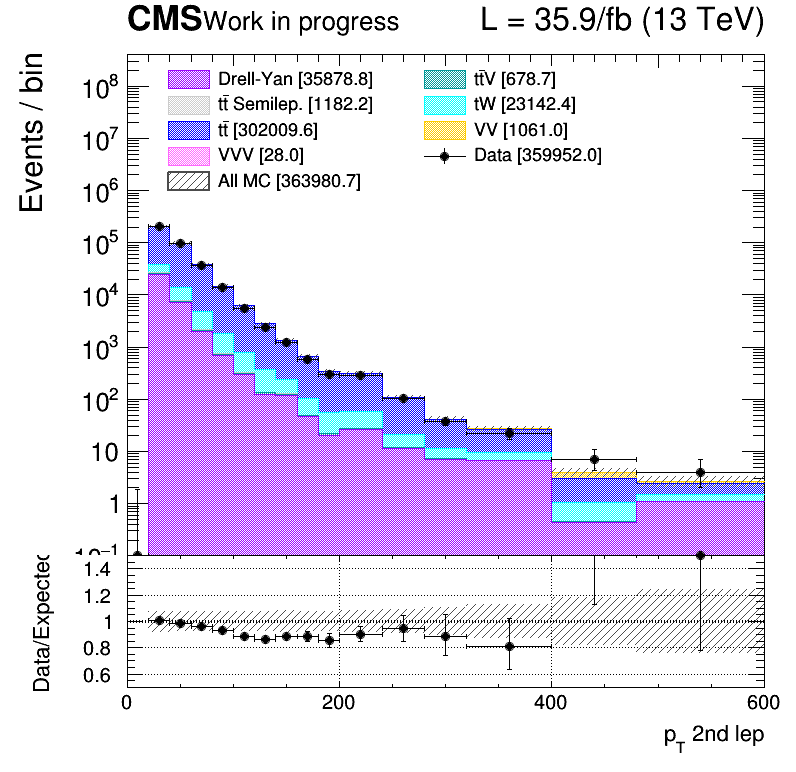 CMS Work in progress L = 35.9/fb (13 TeV)
Events / bin
Drell-Yan [35878.8]
tt̄ Semilep. [1182.2]
tt̄ [302009.6]
VVV [28.0]
All MC [363980.7]
tt̄V [678.7]
tW [23142.4]
VV [1061.0]
Data [359952.0]
10⁸
10⁷
10⁶
10⁵
10⁴
10³
10²
10
1
10⁻¹
Data/Expected
1.4
1.2
1
0.8
0.6
0 200 400 600
p_T 2nd lep